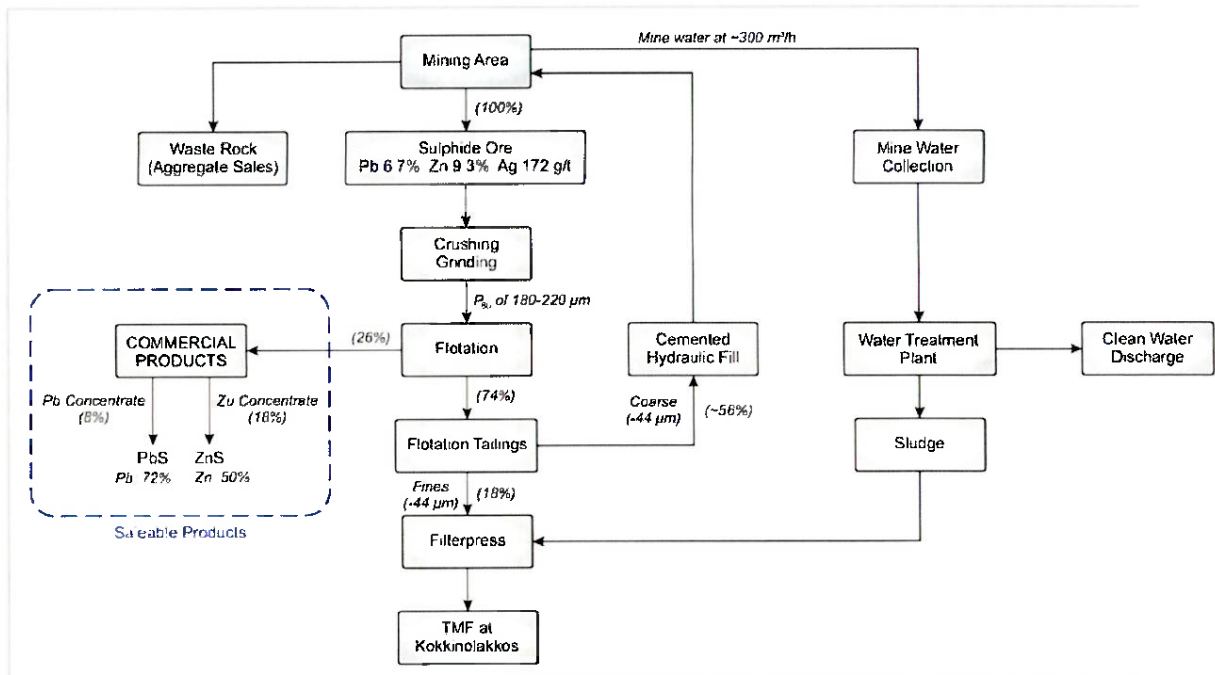 Mine water at ~300 m³/h
Mining Area
(100%)
Waste Rock
(Aggregate Sales)
Sulphide Ore
Pb 6 7% Zn 9 3% Ag 172 g/t
Mine Water
Collection
Crushing
Grinding
of 180-220 µm
COMMERCIAL
PRODUCTS
(26%)
Flotation
Cemented
Hydraulic Fill
Water Treatment
Plant
Clean Water
Discharge
Pb Concentrate
(8%)
Zu Concentrate
(18%)
(74%)
Coarse
(-44 µm)
(~56%)
PbS
Pb 72%
ZnS
Zn 50%
Flotation Tailings
Sludge
Fines
(-44 µm)
(18%)
Saleable Products
Filterpress
TMF at
Kokkinolakkos